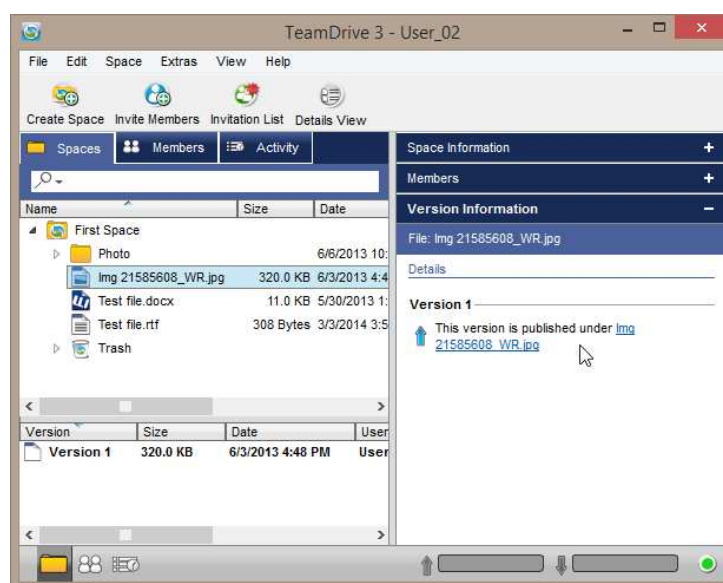 TeamDrive 3 - User_02
File Edit Space Extras View Help
Create Space Invite Members Invitation List Details View
Spaces Members Activity
Name Size Date
First Space
Photo 6/6/2013 10:
Img 21585608_WR.jpg 320.0 KB 6/3/2013 4:4
Test file.docx 11.0 KB 5/30/2013 1:
Test file.rtf 308 Bytes 3/3/2014 3:5
Trash
Version Size Date User
Version 1 320.0 KB 6/3/2013 4:48 PM User
Space Information
Members
Version Information
File: Img 21585608_WR.jpg
Details
Version 1
This version is published under Img
21585608_WR.jpg